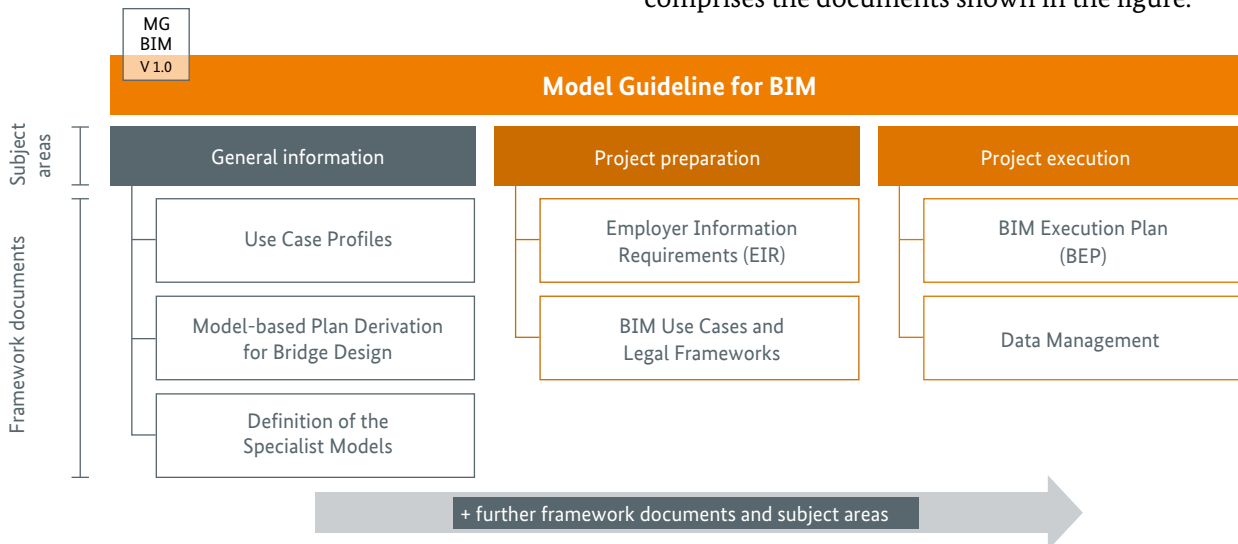 comprises the documents shown in the figure.
MG
BIM
V 1.0
Model Guideline for BIM
Subject
areas
General information
Project preparation
Project execution
Framework documents
Use Case Profiles
Employer Information
Requirements (EIR)
BIM Execution Plan
(BEP)
Model-based Plan Derivation
for Bridge Design
BIM Use Cases and
Legal Frameworks
Data Management
Definition of the
Specialist Models
+ further framework documents and subject areas